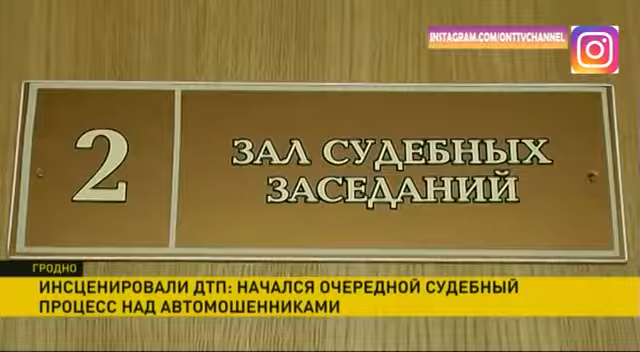 INSTAGRAM.COM/ONTTVCHANNEL
2
ЗАЛ СУДЕБНЫХ
ЗАСЕДАНИЙ
ГРОДНО
ИНСЦЕНИРОВАЛИ ДТП: НАЧАЛСЯ ОЧЕРЕДНОЙ СУДЕБНЫЙ
ПРОЦЕСС НАД АВТОМОШЕННИКАМИ